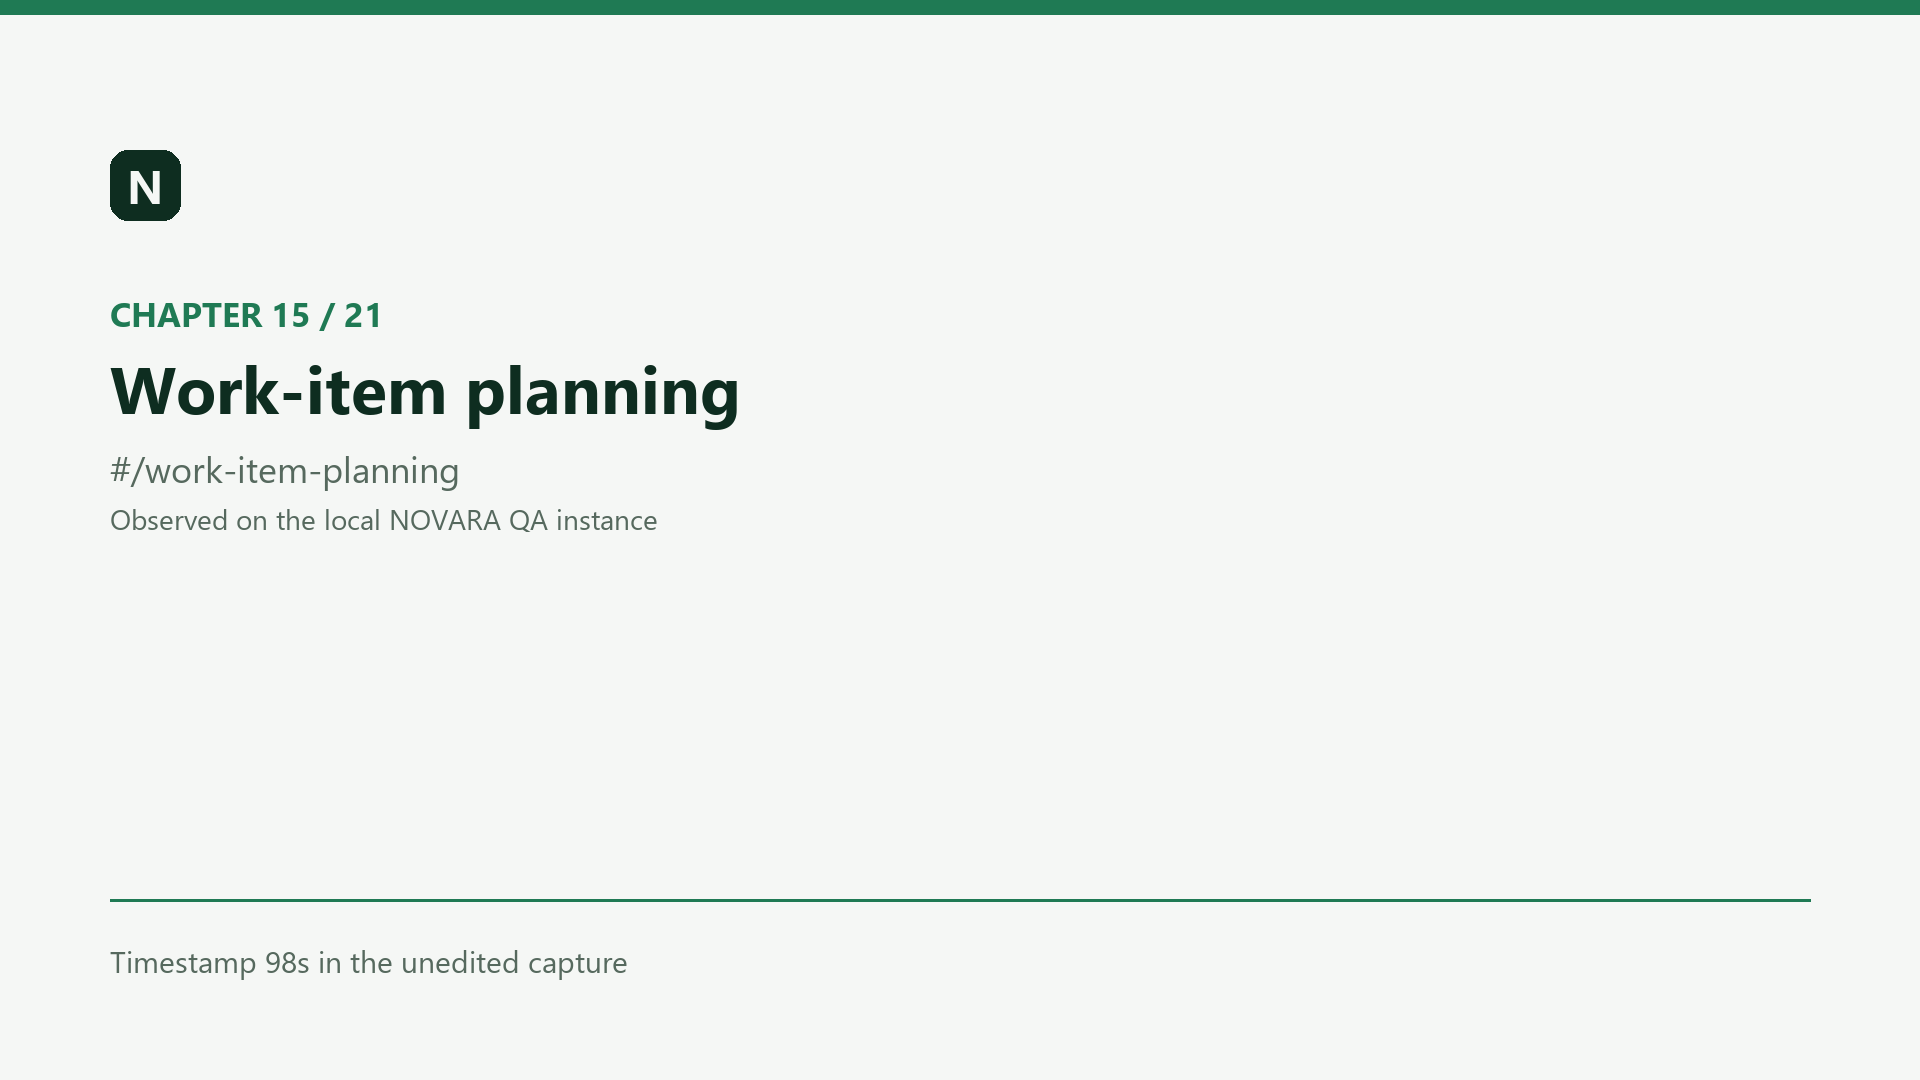 N
CHAPTER 15 / 21
Work-item planning
#/work-item-planning
Observed on the local NOVARA QA instance
Timestamp 98s in the unedited capture